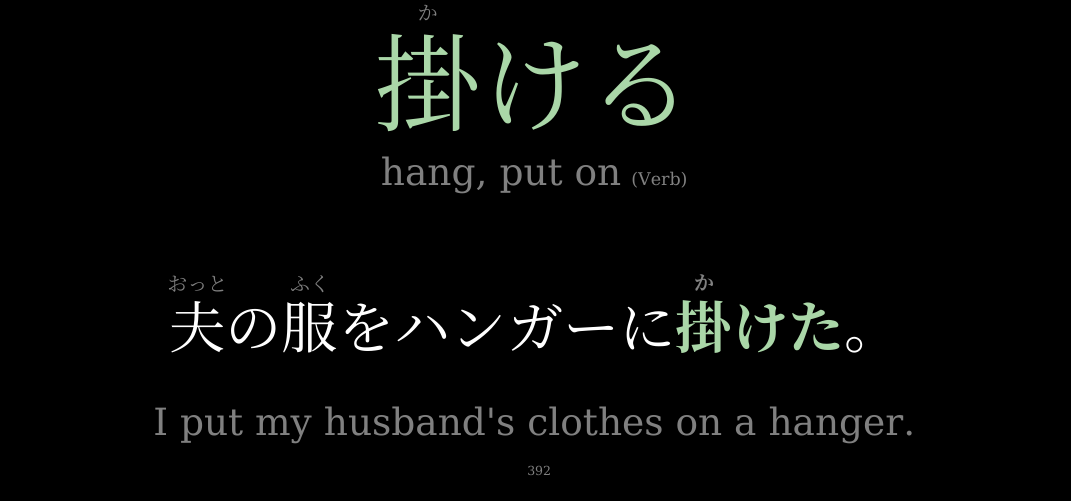 か
掛ける
hang, put on (Verb)
おっと ふく か
夫の服をハンガーに掛けた。
I put my husband's clothes on a hanger.
392